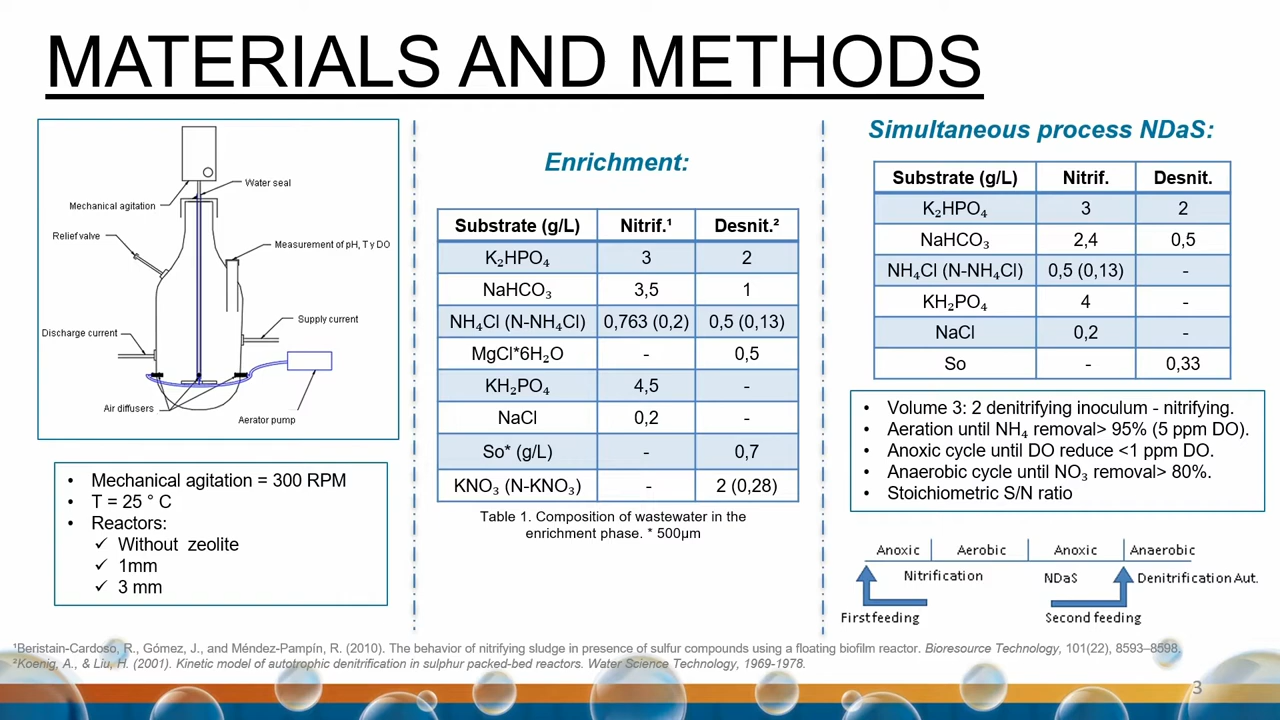 MATERIALS AND METHODS
Water seal
Mechanical agitation
Relief valve
Measurement of pH, T y DO
Supply current
Discharge current
Air diffusers
Aerator pump
• Mechanical agitation = 300 RPM
• T = 25 ° C
• Reactors:
✓ Without zeolite
✓ 1mm
✓ 3 mm
Enrichment:
Substrate (g/L) Nitrif.¹ Desnit.²
K₂HPO₄ 3 2
NaHCO₃ 3,5 1
NH₄Cl (N-NH₄Cl) 0,763 (0,2) 0,5 (0,13)
MgCl*6H₂O - 0,5
KH₂PO₄ 4,5 -
NaCl 0,2 -
So* (g/L) - 0,7
KNO₃ (N-KNO₃) - 2 (0,28)
Table 1. Composition of wastewater in the
enrichment phase. * 500µm
Simultaneous process NDaS:
Substrate (g/L) Nitrif. Desnit.
K₂HPO₄ 3 2
NaHCO₃ 2,4 0,5
NH₄Cl (N-NH₄Cl) 0,5 (0,13) -
KH₂PO₄ 4 -
NaCl 0,2 -
So - 0,33
• Volume 3: 2 denitrifying inoculum - nitrifying.
• Aeration until NH₄ removal> 95% (5 ppm DO).
• Anoxic cycle until DO reduce <1 ppm DO.
• Anaerobic cycle until NO₃ removal> 80%.
• Stoichiometric S/N ratio
Anoxic Aerobic Anoxic Anaerobic
Nitrification NDaS Denitrification Aut.
First feeding Second feeding
¹Beristain-Cardoso, R., Gómez, J., and Méndez-Pampín, R. (2010). The behavior of nitrifying sludge in presence of sulfur compounds using a floating biofilm reactor. Bioresource Technology, 101(22), 8593–8598.
²Koenig, A., & Liu, H. (2001). Kinetic model of autotrophic denitrification in sulphur packed-bed reactors. Water Science Technology, 1969-1978.
3